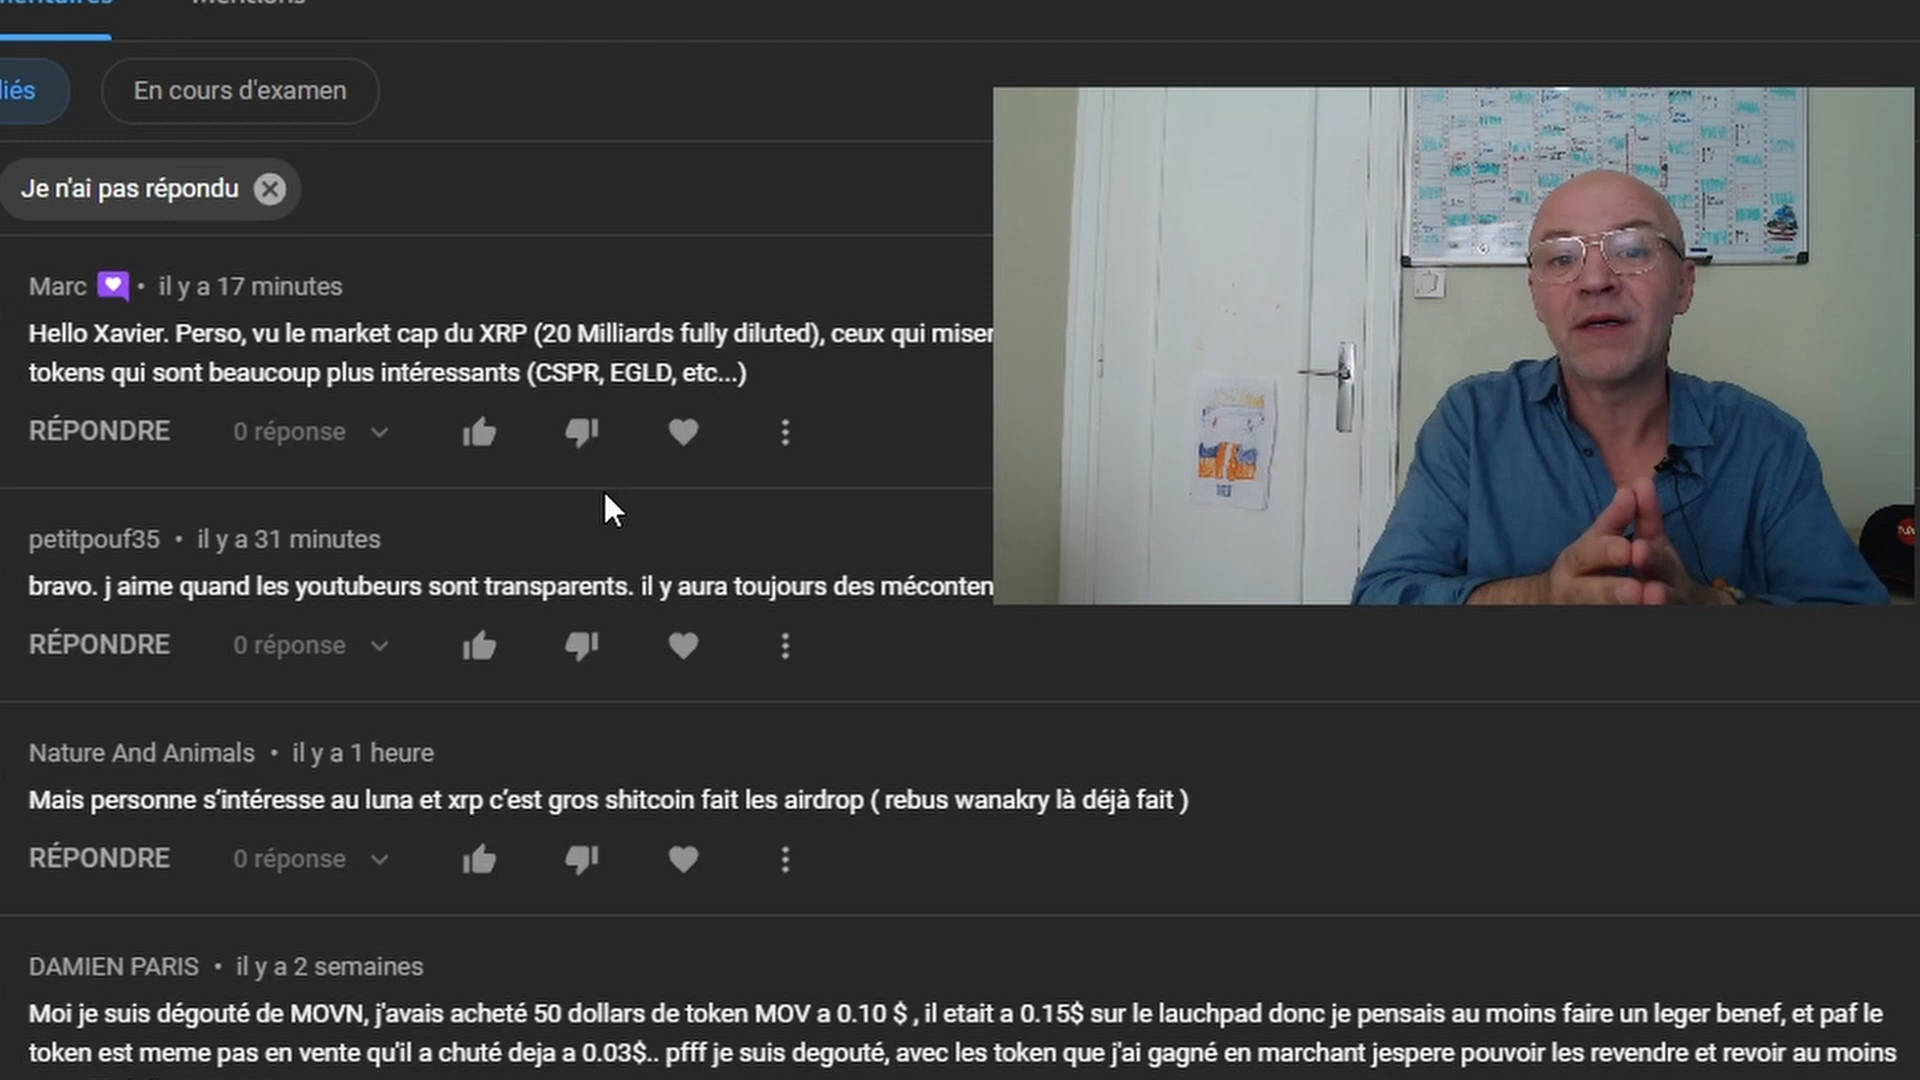 Mentions
En cours d'examen
Je n'ai pas répondu
Marc • il y a 17 minutes
Hello Xavier. Perso, vu le market cap du XRP (20 Milliards fully diluted), ceux qui
tokens qui sont beaucoup plus intéressants (CSPR, EGLD, etc...)
RÉPONDRE 0 réponse
petitpouf35 • il y a 31 minutes
bravo. j aime quand les youtubeurs sont transparents. il y aura toujours des
RÉPONDRE 0 réponse
Nature And Animals • il y a 1 heure
Mais personne s’intéresse au luna et xrp c’est gros shitcoin fait les airdrop ( rebus wanakry là déjà fait )
RÉPONDRE 0 réponse
DAMIEN PARIS • il y a 2 semaines
Moi je suis dégouté de MOVN, j'avais acheté 50 dollars de token MOV a 0.10 $ , il etait a 0.15$ sur le lauchpad donc je pensais au moins faire un leger benef, et paf le
token est meme pas en vente qu'il a chuté deja a 0.03$.. pfff je suis degouté, avec les token que j'ai gagné en marchant jespere pouvoir les revendre et revoir au moins